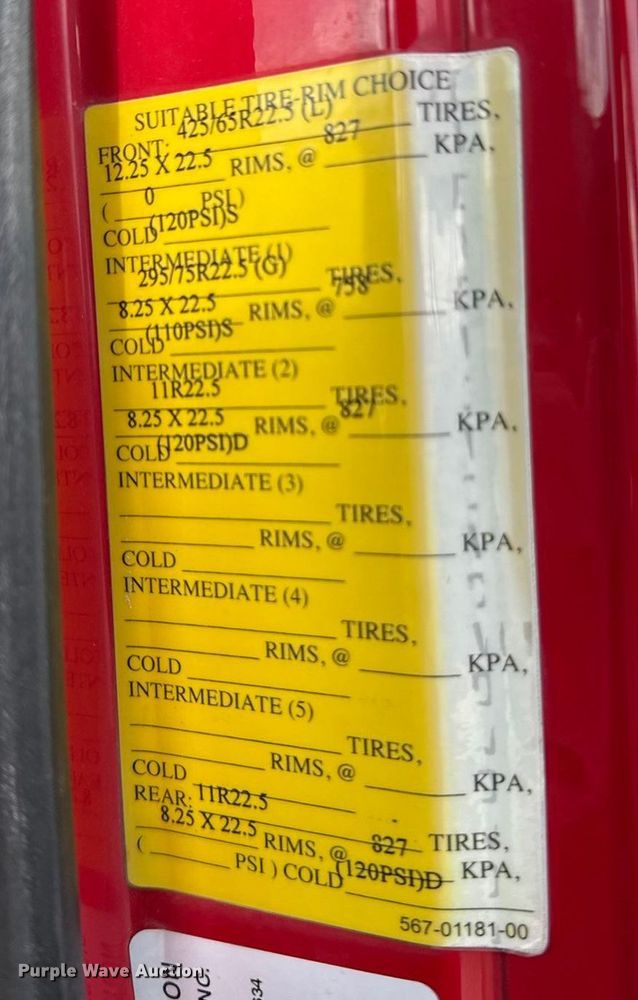 SUITABLE TIRE-RIM CHOICE
FRONT: 425/65R22.5 (L) TIRES,
12.25 X 22.5 RIMS, @ 827 KPA,
( 0 PSI )
COLD (120PSI)S
INTERMEDIATE (1)
295/75R22.5 (G) TIRES,
8.25 X 22.5 RIMS, @ 758 KPA,
COLD (110PSI)S
INTERMEDIATE (2)
11R22.5 TIRES,
8.25 X 22.5 RIMS, @ 827 KPA,
COLD (120PSI)D
INTERMEDIATE (3)
TIRES,
RIMS, @ KPA,
COLD
INTERMEDIATE (4)
TIRES,
RIMS, @ KPA,
COLD
INTERMEDIATE (5)
TIRES,
RIMS, @ KPA,
COLD
REAR: 11R22.5 TIRES,
8.25 X 22.5 RIMS, @ 827 KPA,
( PSI ) COLD (120PSI)D
567-01181-00
Purple Wave Auction